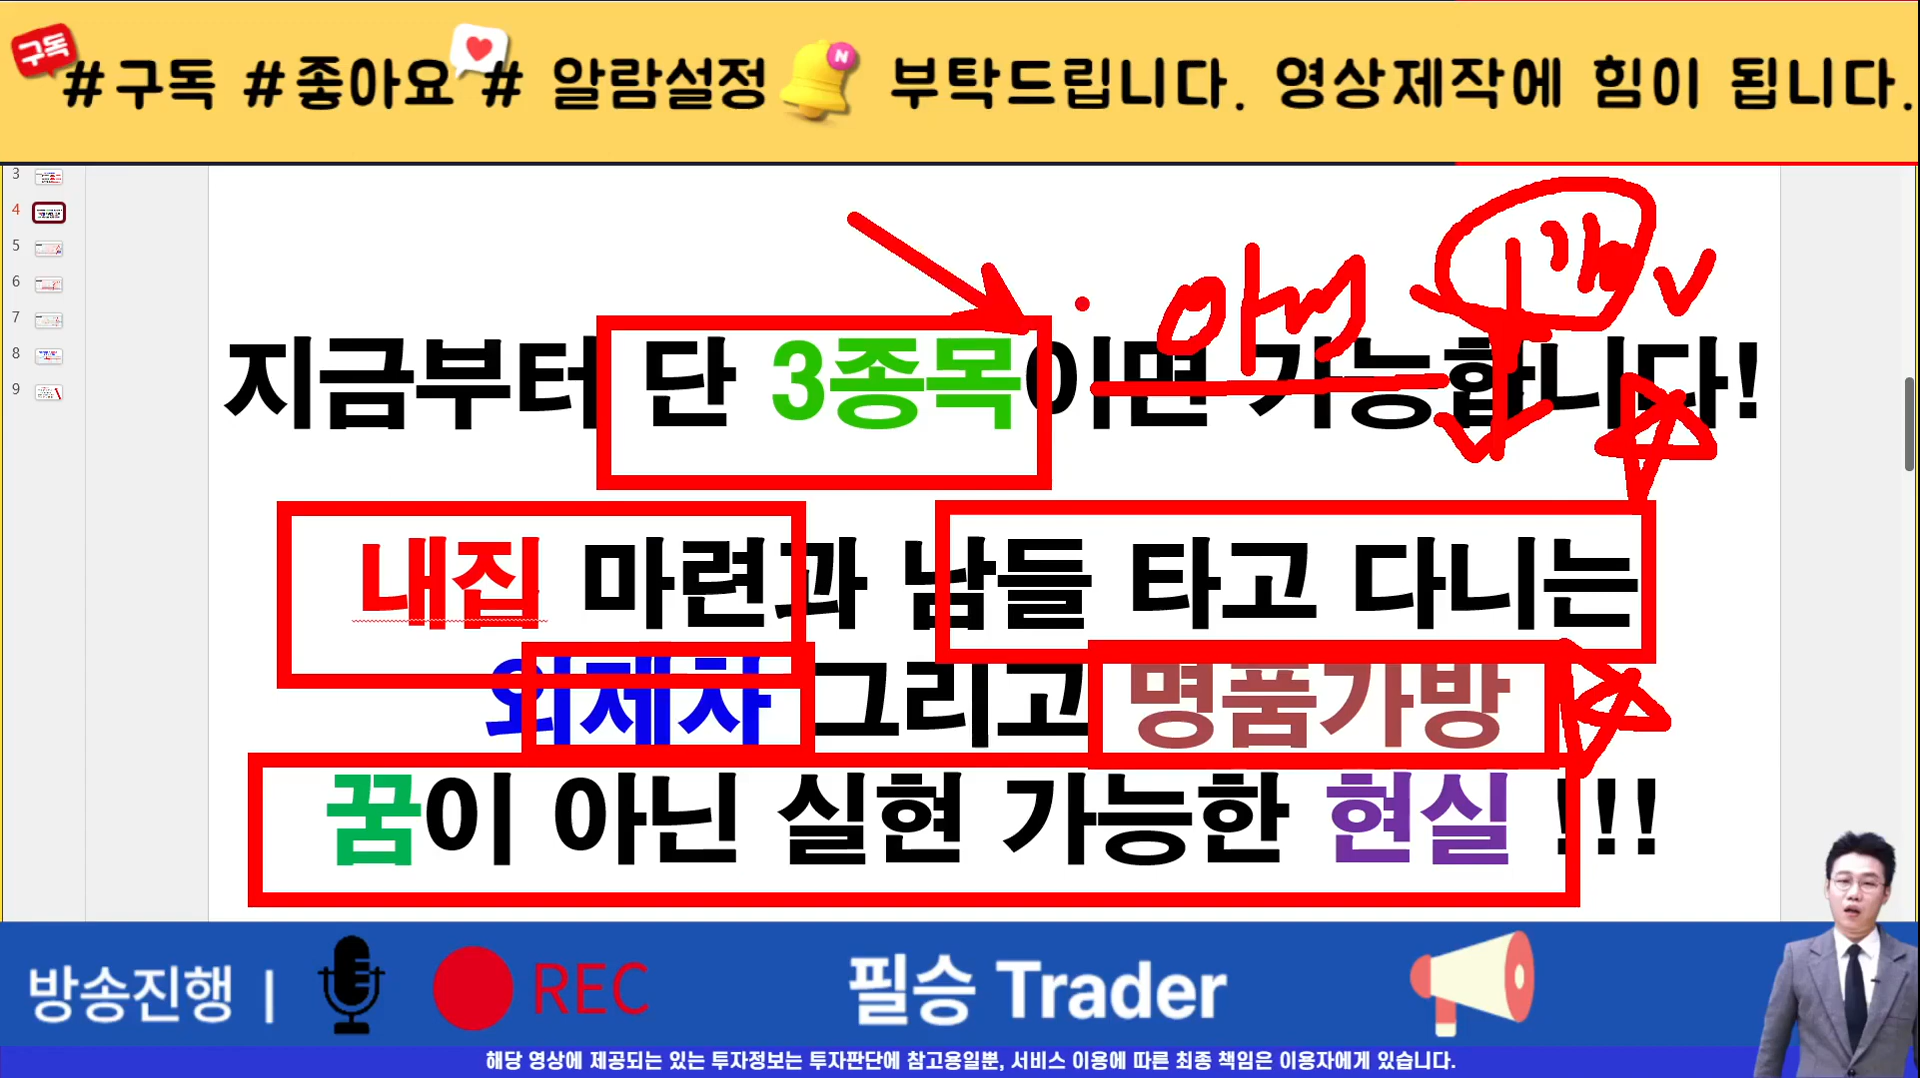 구독
#구독 #좋아요 # 알람설정 N 부탁드립니다. 영상제작에 힘이 됩니다.
3
4
5
6
7
8
9
지금부터 단 3종목이면 가능합니다!
내집 마련과 남들 타고 다니는
외제차 그리고 명품가방
꿈이 아닌 실현 가능한 현실 !!!
방송진행 | REC 필승 Trader
해당 영상에 제공되는 있는 투자정보는 투자판단에 참고용일뿐, 서비스 이용에 따른 최종 책임은 이용자에게 있습니다.